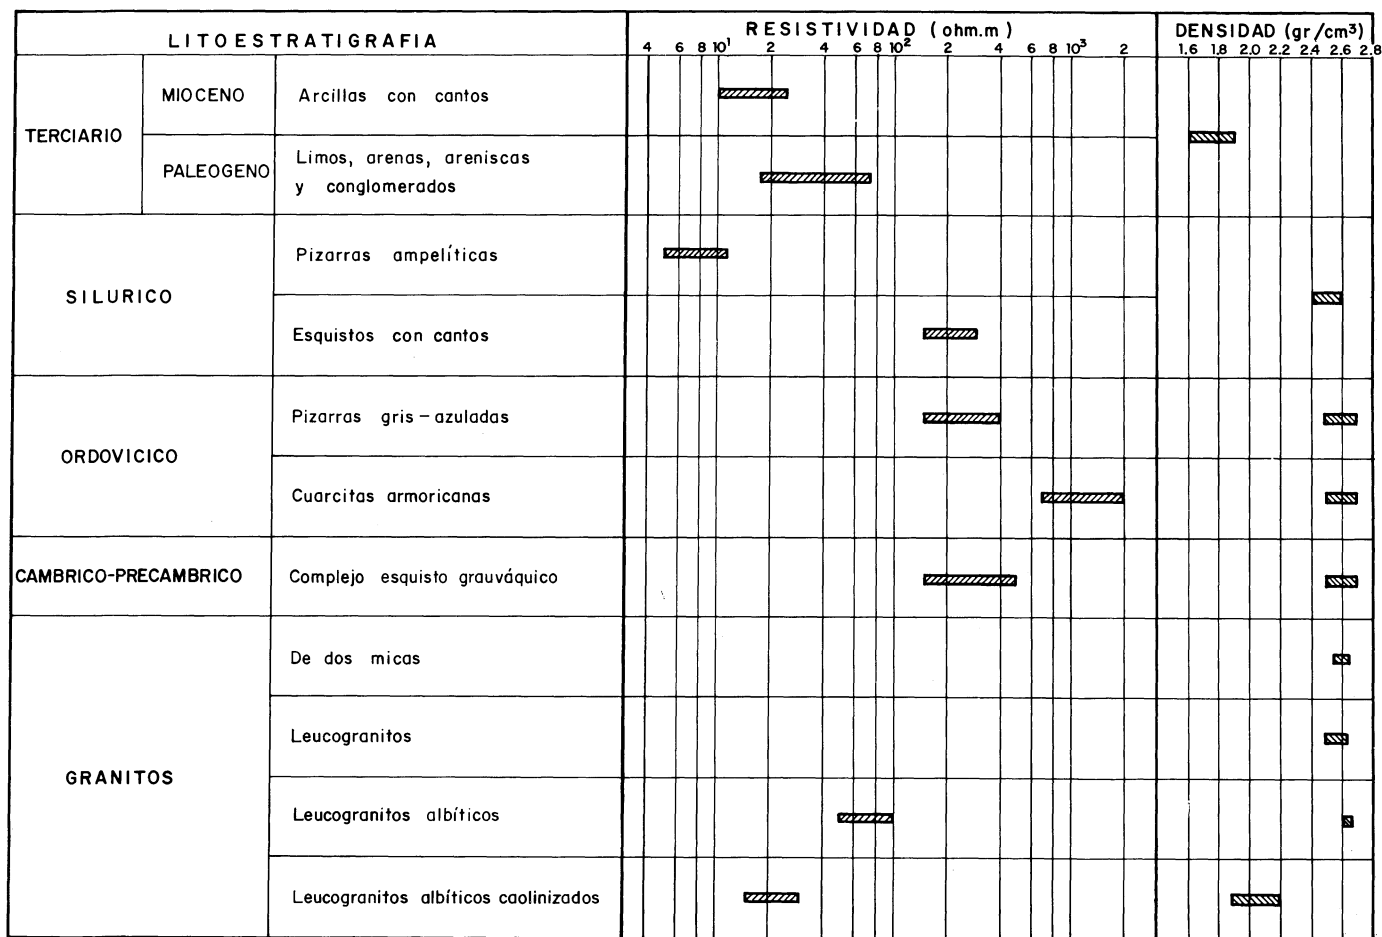 LITOESTRATIGRAFIA
RESISTIVIDAD (ohm.m)
4 6 8 10¹ 2 4 6 8 10² 2 4 6 8 10³ 2
DENSIDAD (gr/cm³)
1.6 1.8 2.0 2.2 2.4 2.6 2.8
TERCIARIO
MIOCENO
Arcillas con cantos
PALEOGENO
Limos, arenas, areniscas
y conglomerados
SILURICO
Pizarras ampelíticas
Esquistos con cantos
ORDOVICICO
Pizarras gris-azuladas
Cuarcitas armoricanas
CAMBRICO-PRECAMBRICO
Complejo esquisto grauváquico
GRANITOS
De dos micas
Leucogranitos
Leucogranitos albíticos
Leucogranitos albíticos caolinizados